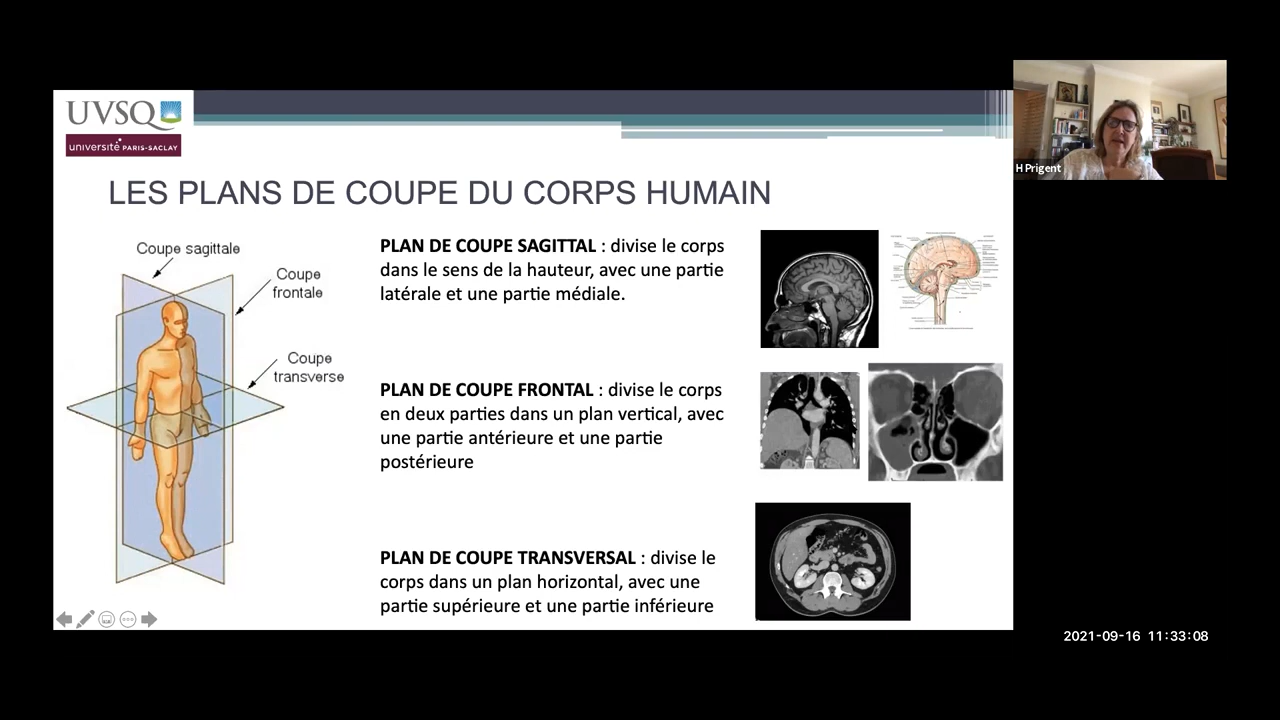 UVSQ
université PARIS-SACLAY
H Prigent
LES PLANS DE COUPE DU CORPS HUMAIN
Coupe sagittale
Coupe
frontale
Coupe
transverse
PLAN DE COUPE SAGITTAL : divise le corps
dans le sens de la hauteur, avec une partie
latérale et une partie médiale.
PLAN DE COUPE FRONTAL : divise le corps
en deux parties dans un plan vertical, avec
une partie antérieure et une partie
postérieure
PLAN DE COUPE TRANSVERSAL : divise le
corps dans un plan horizontal, avec une
partie supérieure et une partie inférieure
2021-09-16 11:33:08